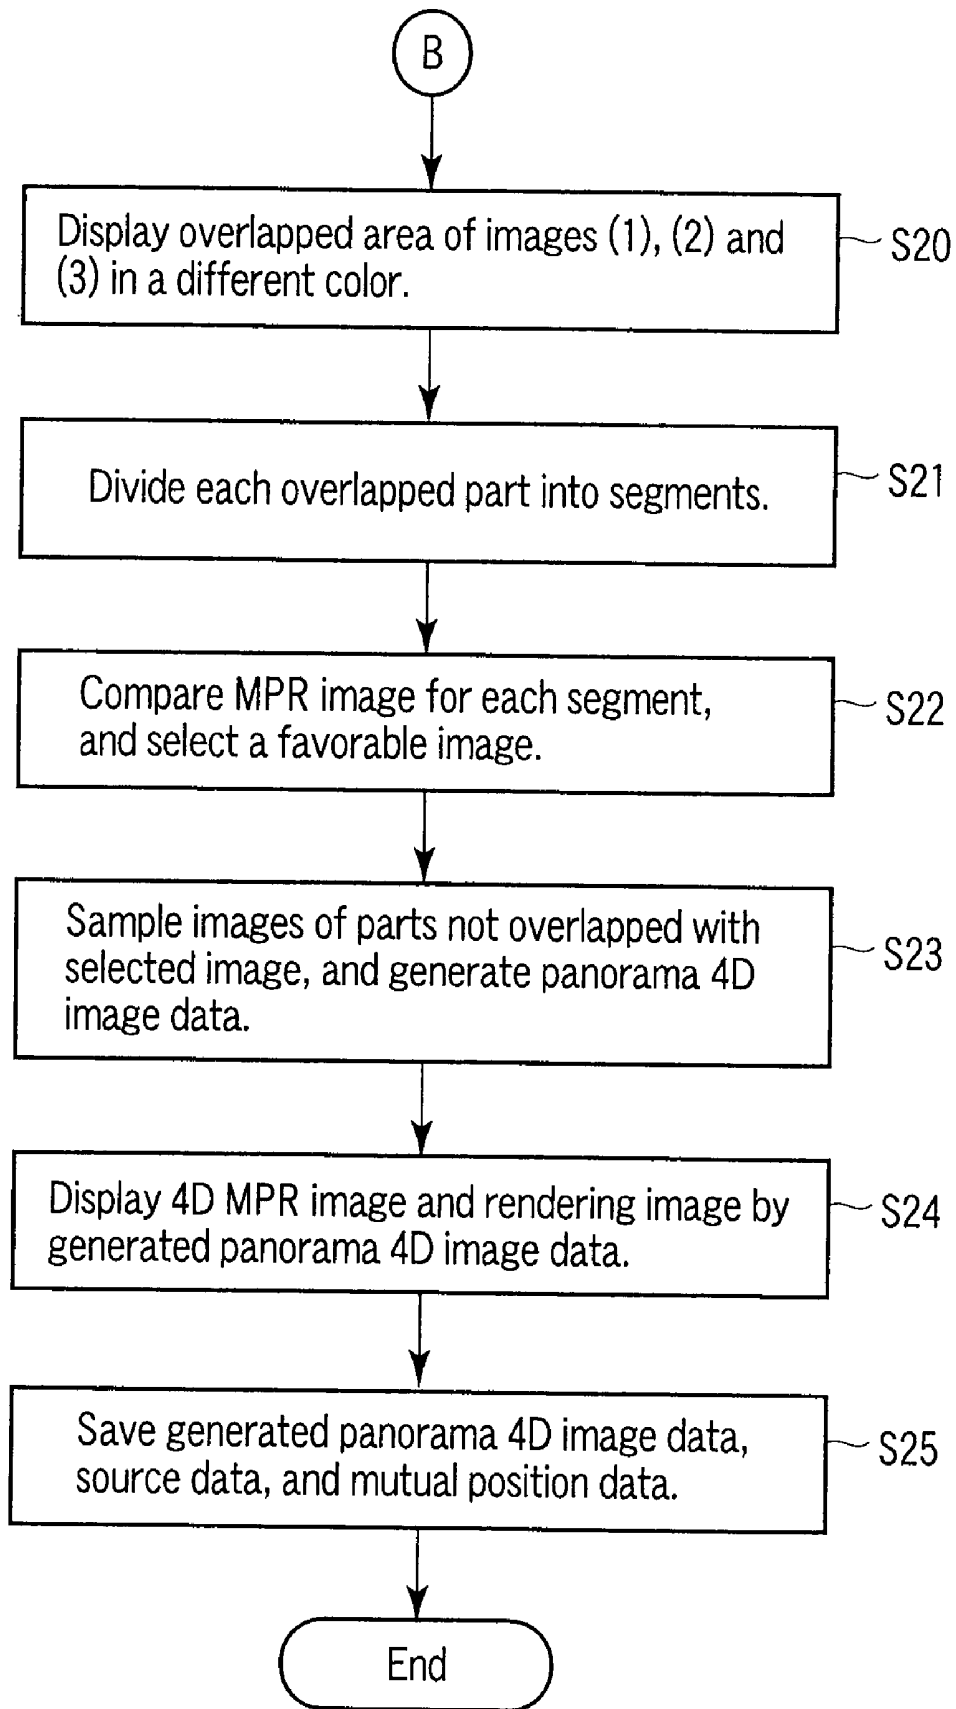 B
Display overlapped area of images (1), (2) and
(3) in a different color.
S20
Divide each overlapped part into segments.
S21
Compare MPR image for each segment,
and select a favorable image.
S22
Sample images of parts not overlapped with
selected image, and generate panorama 4D
image data.
S23
Display 4D MPR image and rendering image by
generated panorama 4D image data.
S24
Save generated panorama 4D image data,
source data, and mutual position data.
S25
End